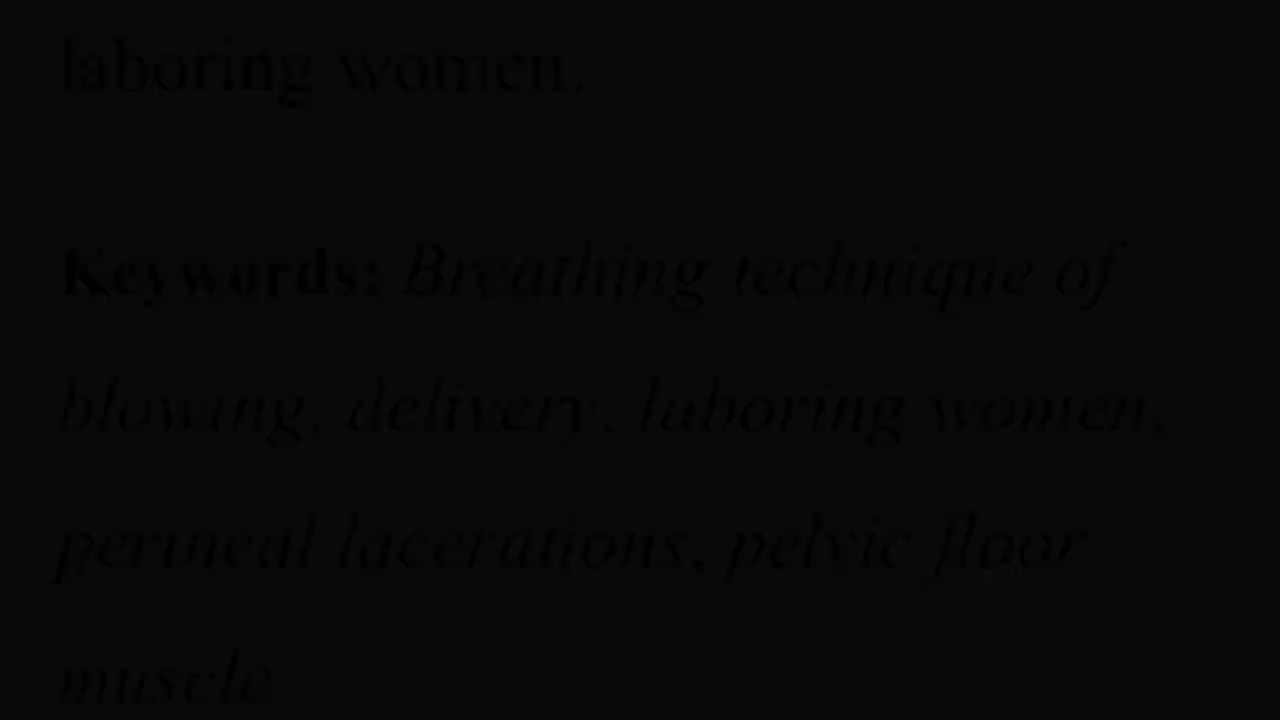 laboring women.
Keywords: Breathing technique of
blowing, delivery, laboring women,
perineal lacerations, pelvic floor
muscle